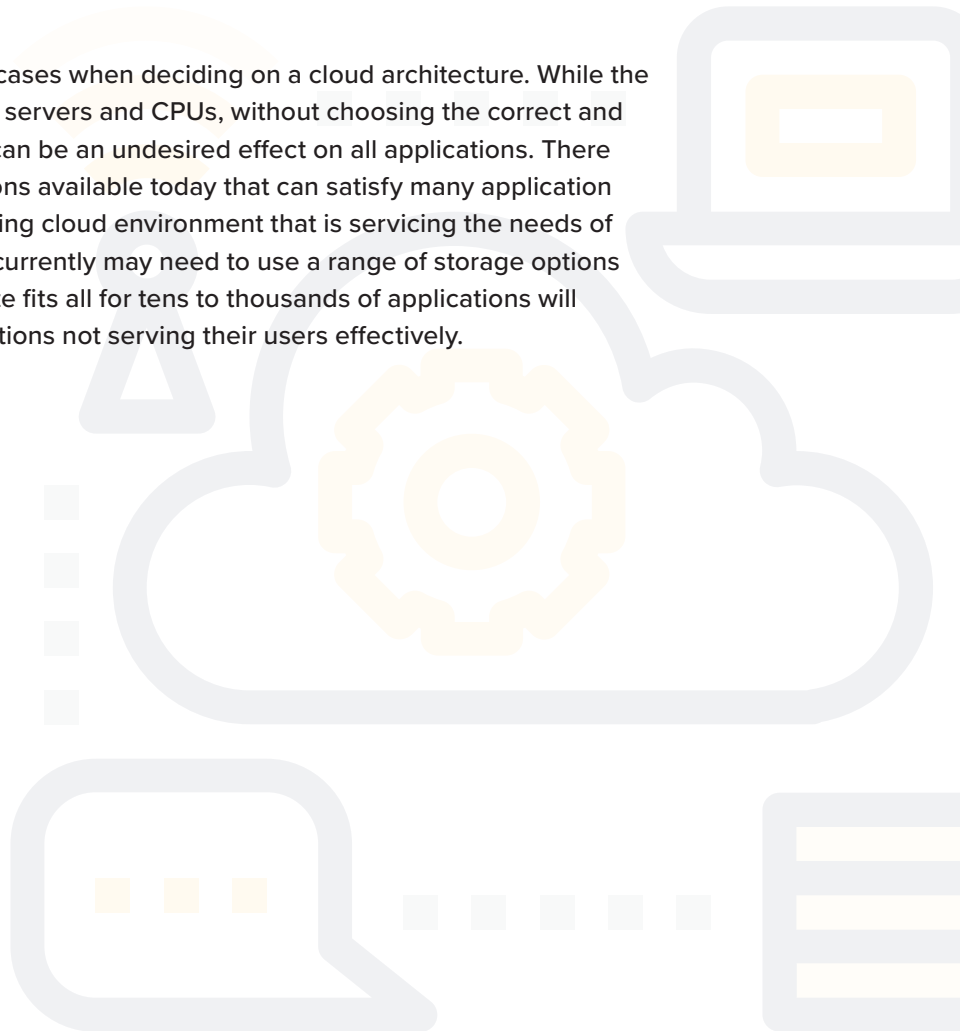 cases when deciding on a cloud architecture. While the
servers and CPUs, without choosing the correct and
can be an undesired effect on all applications. There
ons available today that can satisfy many application
ing cloud environment that is servicing the needs of
currently may need to use a range of storage options
e fits all for tens to thousands of applications will
tions not serving their users effectively.